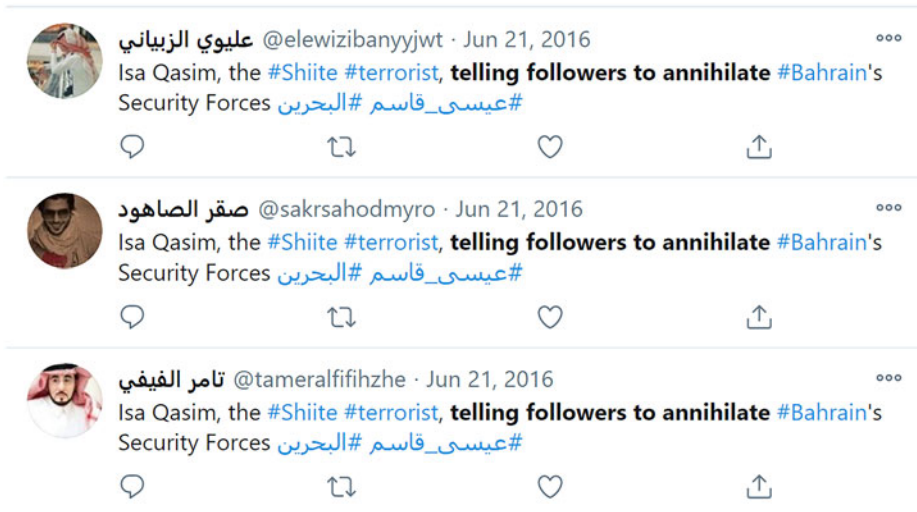 عليوي الزبياني @elewizibanyyjwt · Jun 21, 2016
Isa Qasim, the #Shiite #terrorist, telling followers to annihilate #Bahrain's
Security Forces #عيسى_قاسم #البحرين
صقر الصاهود @sakrsahodmyro · Jun 21, 2016
Isa Qasim, the #Shiite #terrorist, telling followers to annihilate #Bahrain's
Security Forces #عيسى_قاسم #البحرين
تامر الفيفي @tameralfifihzhe · Jun 21, 2016
Isa Qasim, the #Shiite #terrorist, telling followers to annihilate #Bahrain's
Security Forces #عيسى_قاسم #البحرين